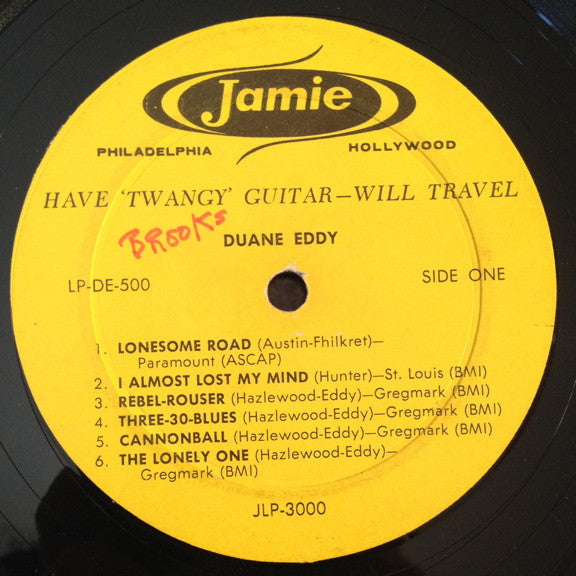 Jamie
PHILADELPHIA HOLLYWOOD
HAVE 'TWANGY' GUITAR—WILL TRAVEL
BROOKS
DUANE EDDY
LP-DE-500 SIDE ONE
1. LONESOME ROAD (Austin-Fhilkret)—
Paramount (ASCAP)
2. I ALMOST LOST MY MIND (Hunter)—St. Louis (BMI)
3. REBEL-ROUSER (Hazlewood-Eddy)—Gregmark (BMI)
4. THREE-30-BLUES (Hazlewood-Eddy)—Gregmark (BMI)
5. CANNONBALL (Hazlewood-Eddy)—Gregmark (BMI)
6. THE LONELY ONE (Hazlewood-Eddy)—
Gregmark (BMI)
JLP-3000